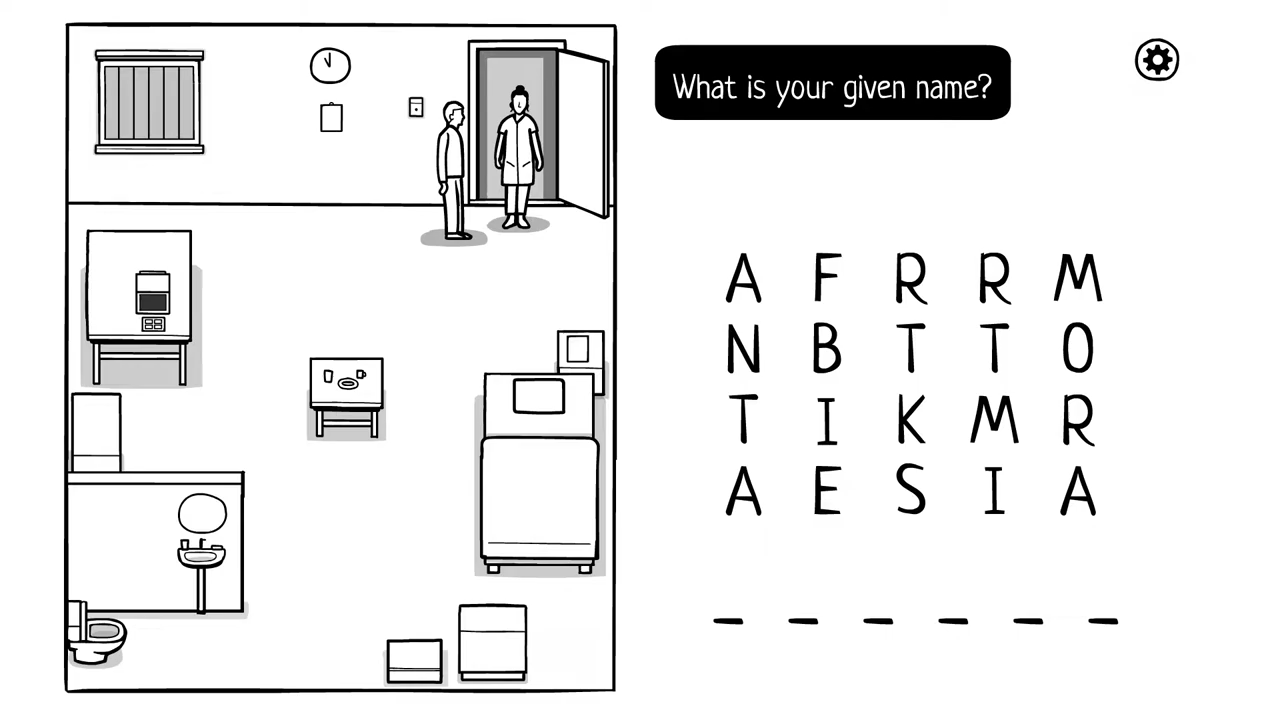 What is your given name?
A F R R M
N B T T O
T I K M R
A E S I A
_ _ _ _ _ _